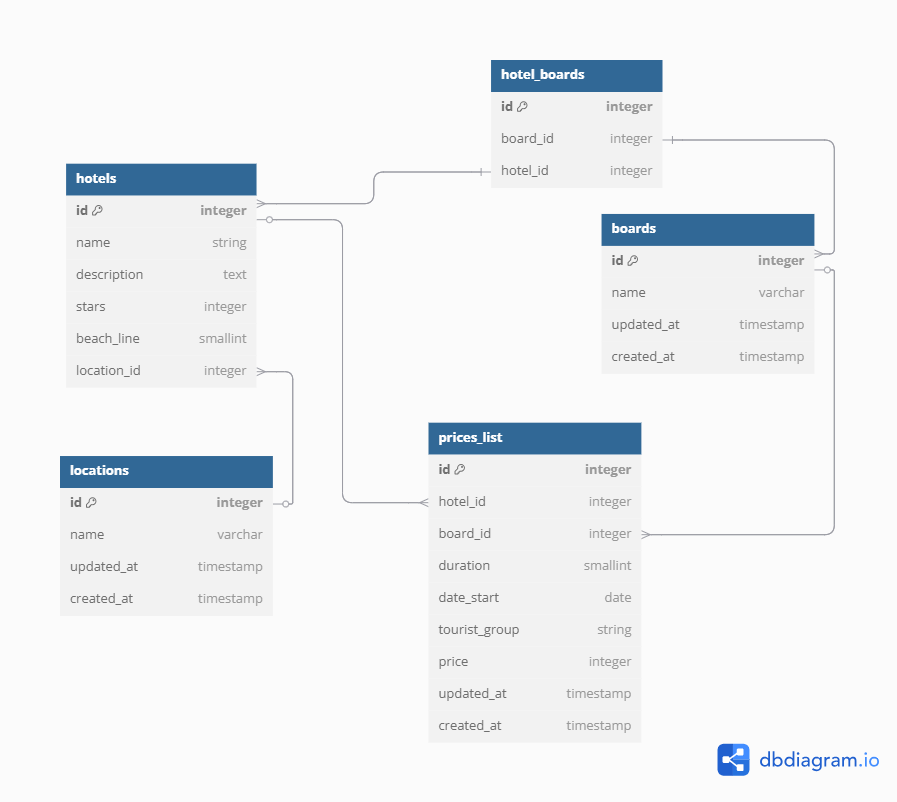 hotel_boards
id integer
board_id integer
hotel_id integer
hotels
id integer
name string
description text
stars integer
beach_line smallint
location_id integer
boards
id integer
name varchar
updated_at timestamp
created_at timestamp
locations
id integer
name varchar
updated_at timestamp
created_at timestamp
prices_list
id integer
hotel_id integer
board_id integer
duration smallint
date_start date
tourist_group string
price integer
updated_at timestamp
created_at timestamp
dbdiagram.io